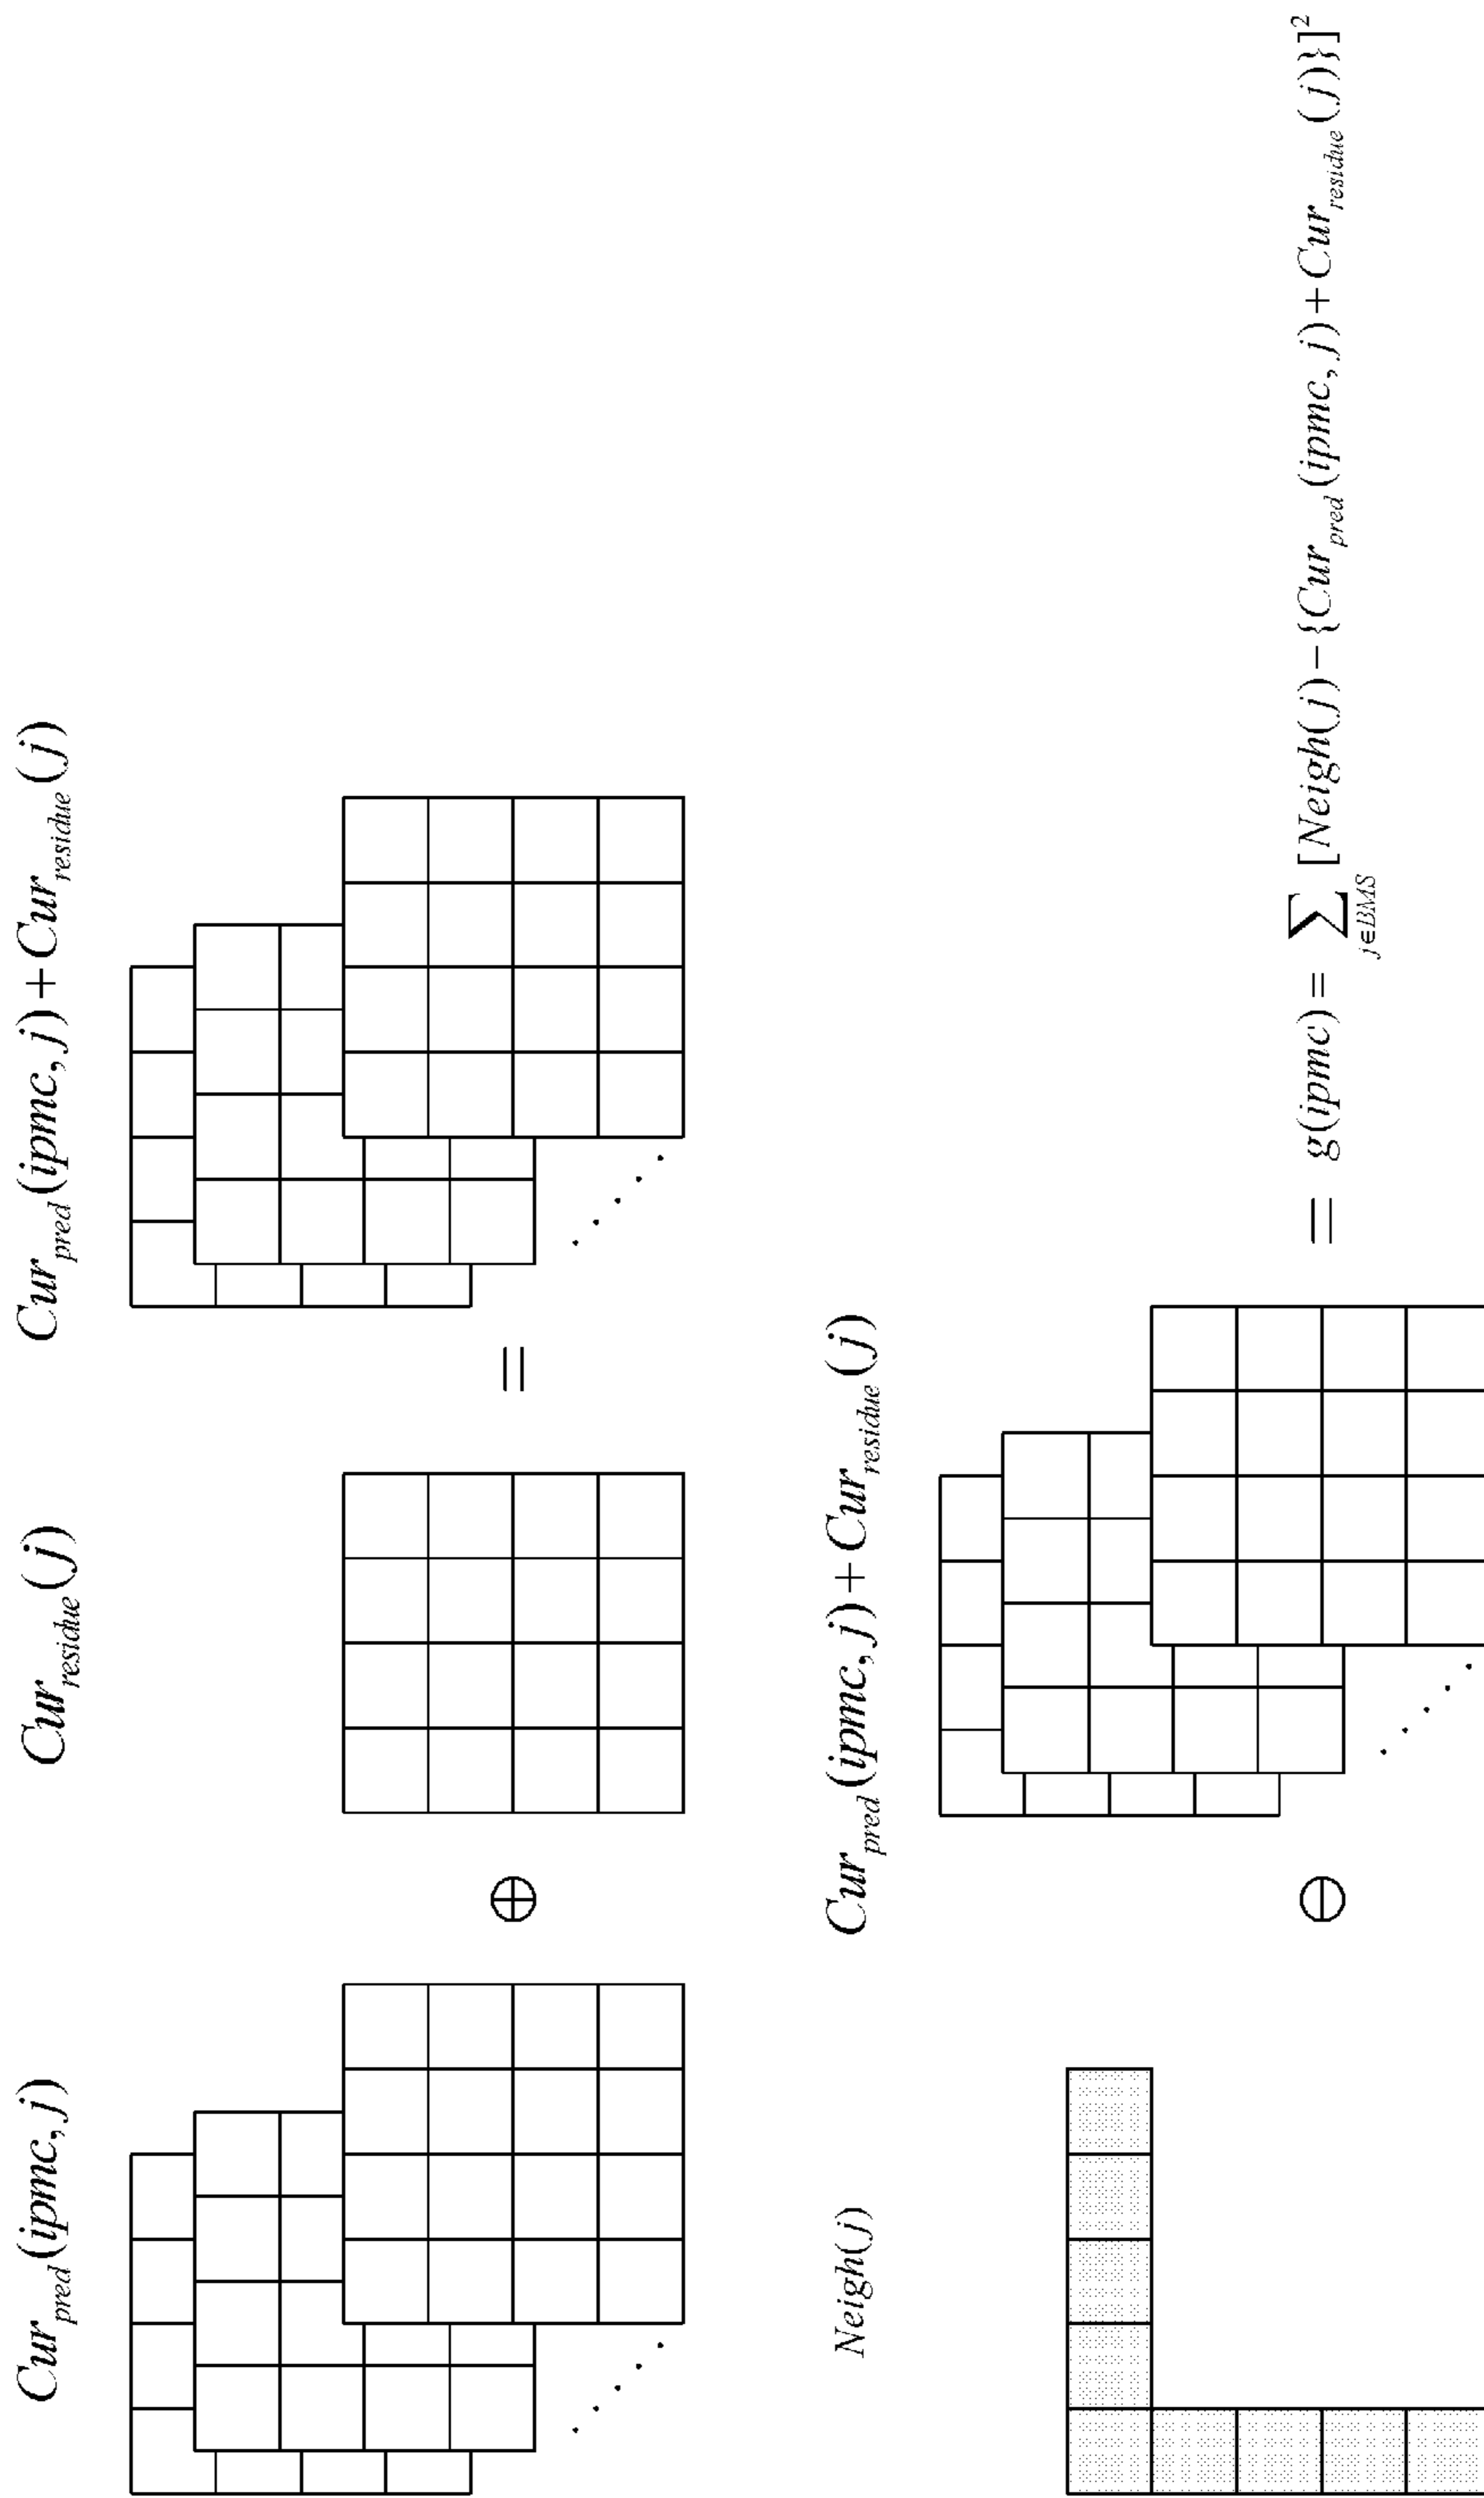 Cur_pred(ipmc, j)
Cur_residue(j)
Cur_pred(ipmc, j)+Cur_residue(j)
⊕
=
Neigh(j)
Cur_pred(ipmc, j)+Cur_residue(j)
⊖
= g(ipmc) = ∑_{j∈BMS} [Neigh(j)−{Cur_pred(ipmc, j)+Cur_residue(j)}]²